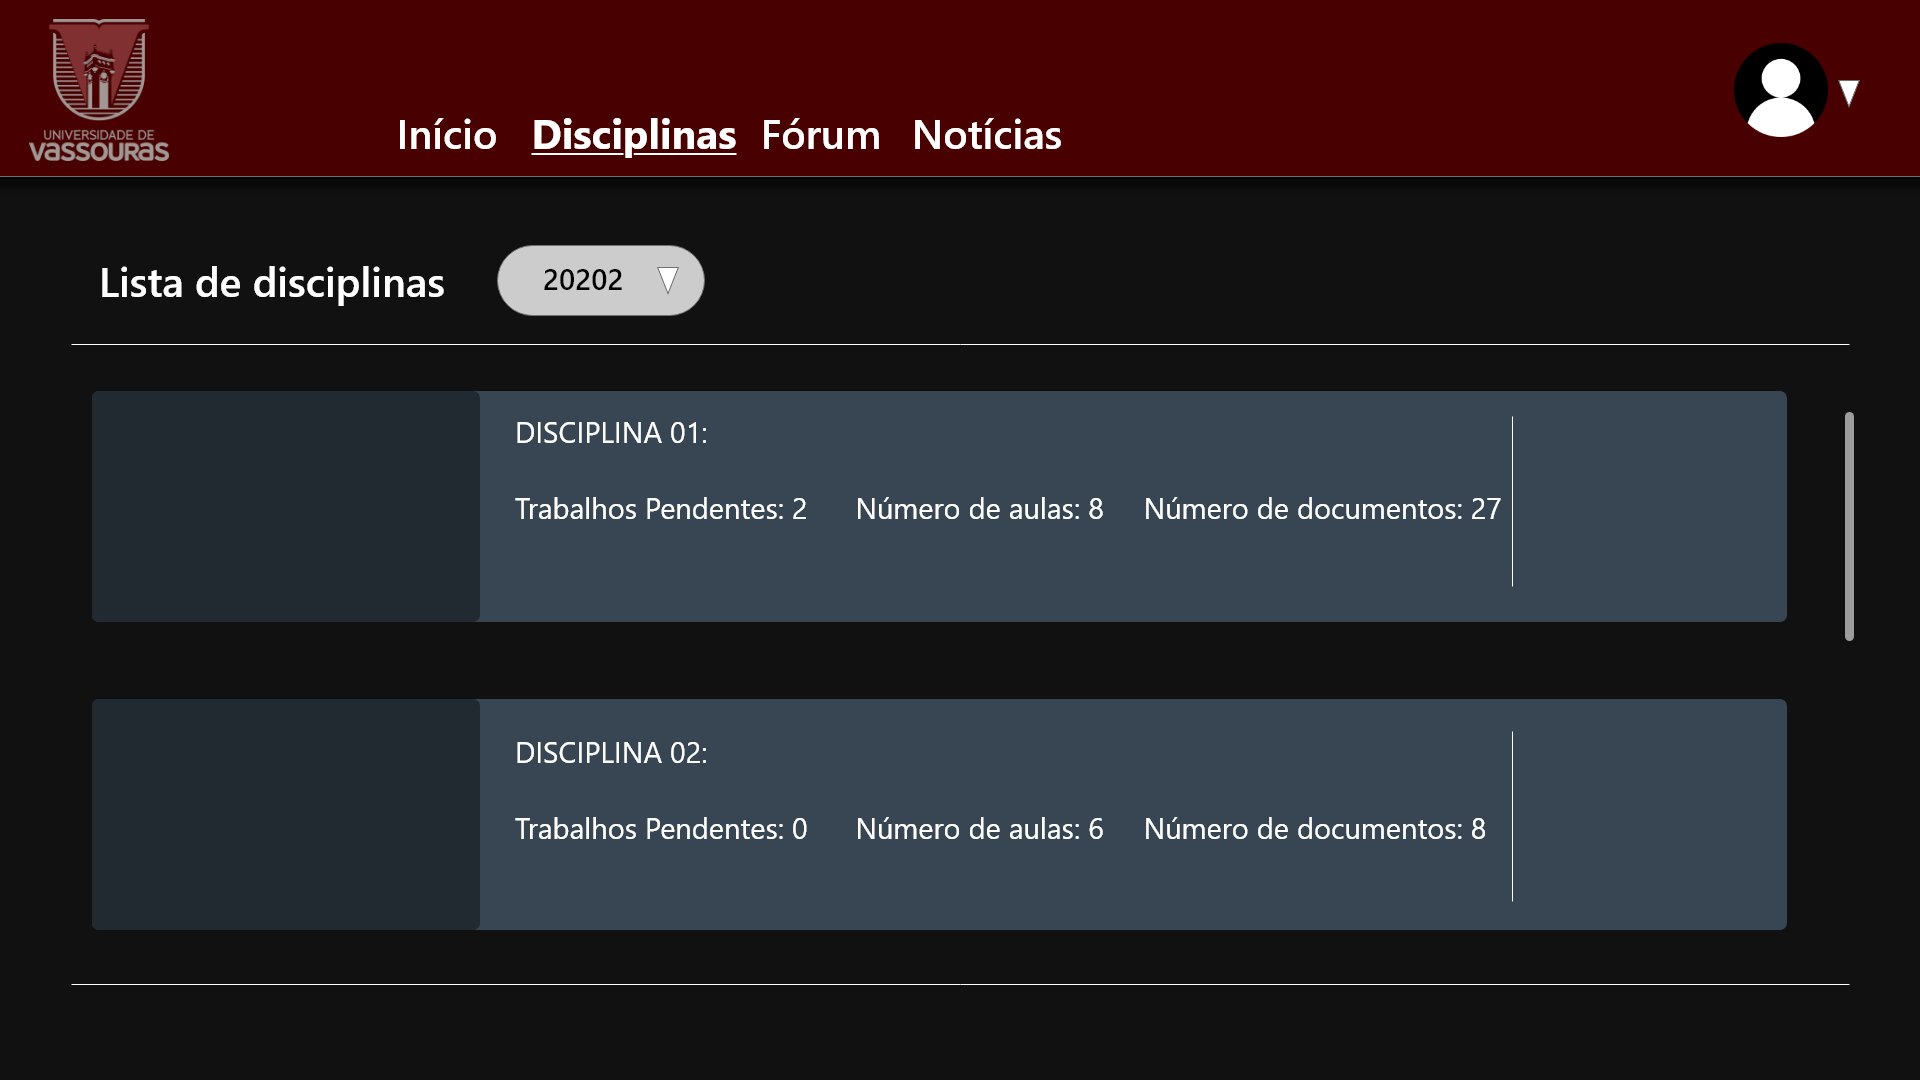 UNIVERSIDADE DE
VASSOURAS
Início Disciplinas Fórum Notícias
Lista de disciplinas 20202
DISCIPLINA 01:
Trabalhos Pendentes: 2 Número de aulas: 8 Número de documentos: 27
DISCIPLINA 02:
Trabalhos Pendentes: 0 Número de aulas: 6 Número de documentos: 8